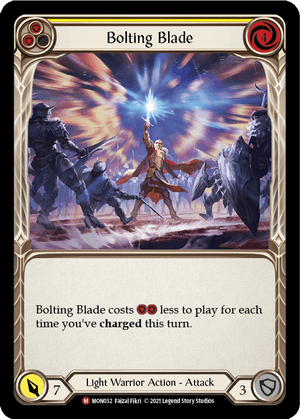 Bolting Blade
4
Bolting Blade costs less to play for each
time you've charged this turn.
7
Light Warrior Action - Attack
3
M MON032 Faizal Fikri © 2021 Legend Story Studios